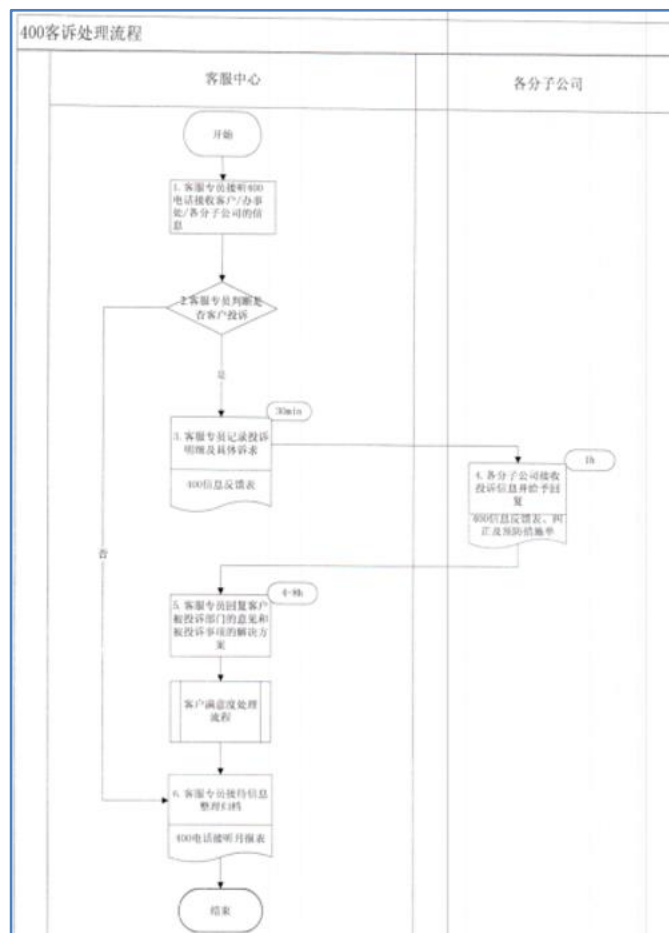 400客诉处理流程
客服中心
各分子公司
开始
1.客服专员接听400
电话接收客户/办事
处/各分子公司的信
息
2.客服专员判断是
否客户投诉
是
30min
3.客服专员记录投诉
明细及具体诉求
400信息反馈表
1h
4.各分子公司接收
投诉信息并给予回
复
400信息反馈表、纠
正及预防措施单
否
4-8h
5.客服专员回复客户
被投诉部门的意见和
被投诉事项的解决方
案
客户满意度处理
流程
6.客服专员接待信息
整理归档
400电话接听月报表
结束